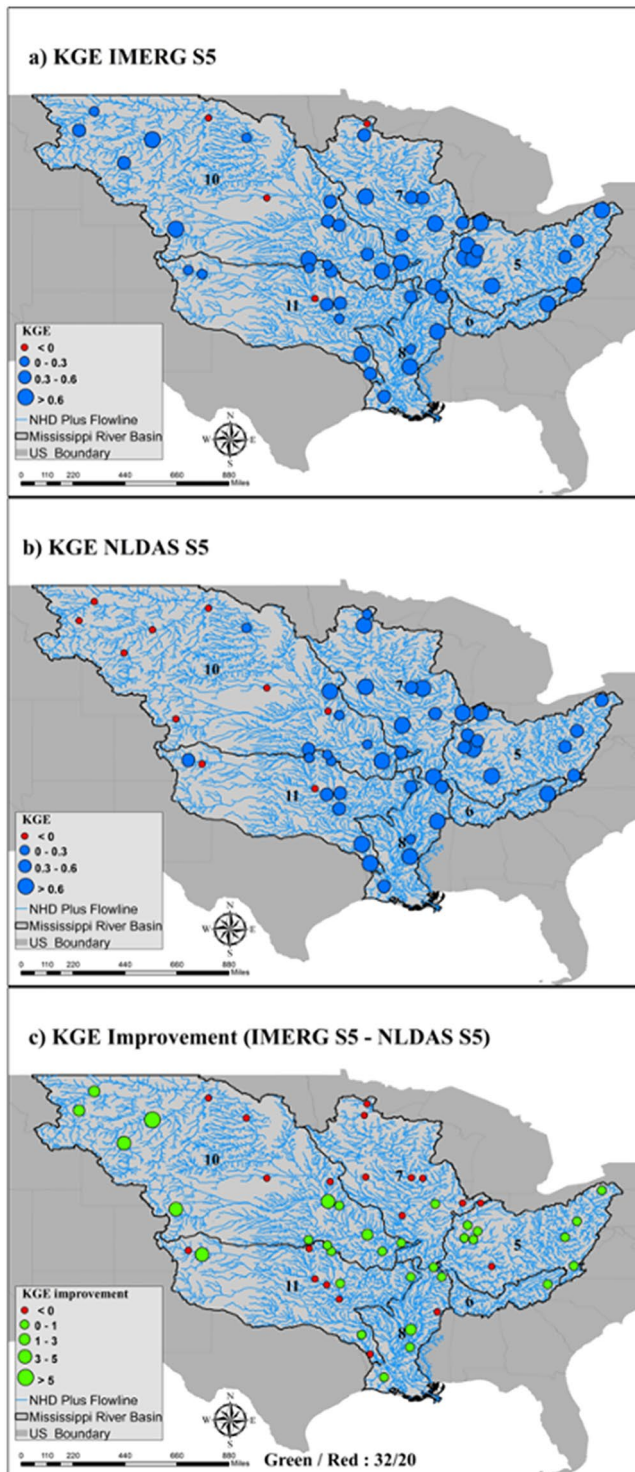 a) KGE IMERG S5
10
7
5
11
6
8
KGE
< 0
0 - 0.3
0.3 - 0.6
> 0.6
NHD Plus Flowline
Mississippi River Basin
US Boundary
N
W E
S
0 110 220 440 660 880
Miles
b) KGE NLDAS S5
10
7
5
11
6
8
KGE
< 0
0 - 0.3
0.3 - 0.6
> 0.6
NHD Plus Flowline
Mississippi River Basin
US Boundary
N
W E
S
0 110 220 440 660 880
Miles
c) KGE Improvement (IMERG S5 - NLDAS S5)
10
7
5
11
6
8
KGE improvement
< 0
0 - 1
1 - 3
3 - 5
> 5
NHD Plus Flowline
Mississippi River Basin
US Boundary
N
W E
S
0 110 220 440 660 880
Miles
Green / Red : 32/20